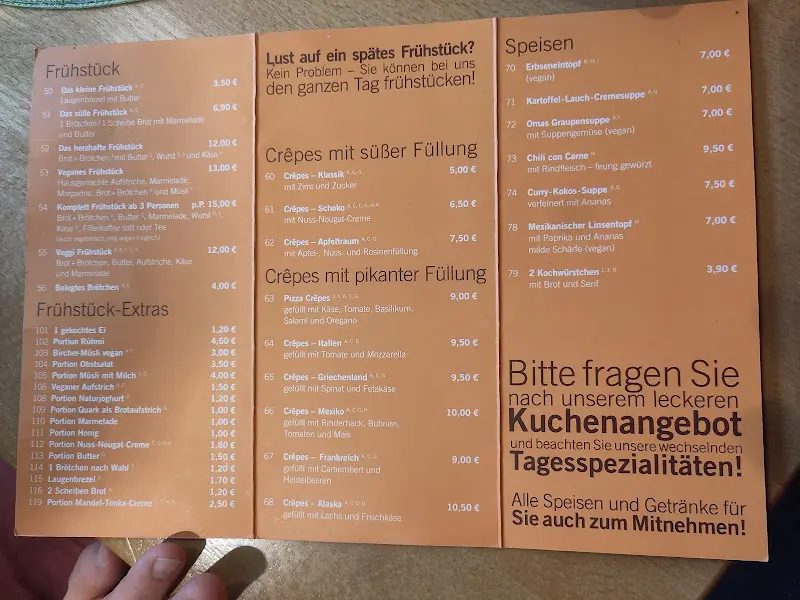 Frühstück
50 Das kleine Frühstück 3,50 €
Laugenbrezel mit Butter
51 Das süße Frühstück A, G 6,90 €
1 Brötchen / 1 Scheibe Brot mit Marmelade
und Butter
52 Das herzhafte Frühstück 12,00 €
Brot + Brötchen mit Butter, Wurst und Käse
53 Veganes Frühstück 13,00 €
Hausgemachte Aufstriche, Marmelade,
Margarine, Brot + Brötchen und Müsli
54 Komplett Frühstück ab 3 Personen p.P. 15,90 €
Brot + Brötchen, Butter, Marmelade, Wurst,
Käse, Filterkaffee satt oder Tee
(auch vegetarisch und vegan möglich)
55 Veggi Frühstück 12,00 €
Brot + Brötchen, Butter, Aufstriche, Käse
und Marmelade
56 Belegtes Brötchen 4,00 €
Frühstück-Extras
101 1 gekochtes Ei 1,20 €
102 Portion Rührei 4,50 €
103 Bircher-Müsli vegan 3,00 €
104 Portion Obstsalat 3,50 €
105 Portion Müsli mit Milch 4,00 €
106 Veganer Aufstrich 1,50 €
108 Portion Naturjoghurt 1,20 €
109 Portion Quark als Brotaufstrich 1,00 €
110 Portion Marmelade 1,00 €
111 Portion Honig 1,00 €
112 Portion Nuss-Nougat-Creme 1,80 €
113 Portion Butter 1,50 €
114 1 Brötchen nach Wahl 1,20 €
115 Laugenbrezel 1,70 €
116 2 Scheiben Brot 1,20 €
119 Portion Mandel-Tonka-Creme 2,50 €
Lust auf ein spätes Frühstück?
Kein Problem – Sie können bei uns
den ganzen Tag frühstücken!
Crêpes mit süßer Füllung
60 Crêpes – Klassik A, C, G 5,00 €
mit Zims und Zucker
61 Crêpes – Schoko A, C, E, G, H, K 6,50 €
mit Nuss-Nougat-Creme
62 Crêpes – Apfeltraum A, C, G 7,50 €
mit Apfel-, Nuss- und Rosinenfüllung
Crêpes mit pikanter Füllung
63 Pizza Crêpes 9,00 €
gefüllt mit Käse, Tomate, Basilikum,
Salami und Oregano
64 Crêpes – Italien A, C, G 9,50 €
gefüllt mit Tomate und Mozzarella
65 Crêpes – Griechenland A, C, G 9,50 €
gefüllt mit Spinat und Fetakäse
66 Crêpes – Mexiko 10,00 €
gefüllt mit Rinderhack, Bohnen,
Tomaten und Mais
67 Crêpes – Frankreich A, C, G 9,00 €
gefüllt mit Camembert und
Heidelbeeren
68 Crêpes – Alaska 10,50 €
gefüllt mit Lachs und Frischkäse
Speisen
70 Erbseneintopf 7,00 €
(vegan)
71 Kartoffel-Lauch-Cremesuppe 7,00 €
72 Omas Graupensuppe 7,00 €
mit Suppengemüse (vegan)
73 Chili con Carne 9,50 €
mit Rindfleisch – feurig gewürzt
74 Curry-Kokos-Suppe A, G 7,50 €
verfeinert mit Ananas
78 Mexikanischer Linsentopf 7,00 €
mit Paprika und Ananas
milde Schärfe (vegan)
79 2 Kochwürstchen 3,90 €
mit Brot und Senf
Bitte fragen Sie
nach unserem leckeren
Kuchenangebot
und beachten Sie unsere wechselnden
Tagesspezialitäten!
Alle Speisen und Getränke für
Sie auch zum Mitnehmen!